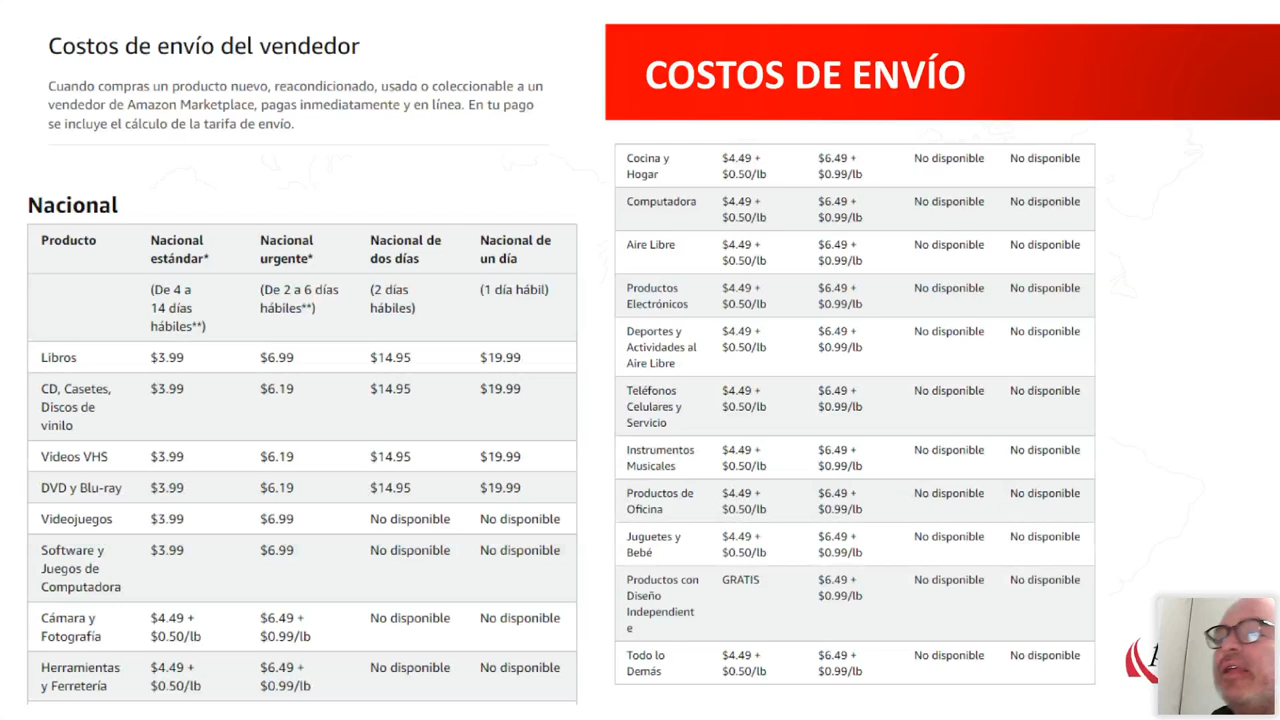 Costos de envío del vendedor
Cuando compras un producto nuevo, reacondicionado, usado o coleccionable a un
vendedor de Amazon Marketplace, pagas inmediatamente y en línea. En tu pago
se incluye el cálculo de la tarifa de envío.
Nacional
Producto Nacional estándar* Nacional urgente* Nacional de dos días Nacional de un día
(De 4 a 14 días hábiles**) (De 2 a 6 días hábiles**) (2 días hábiles) (1 día hábil)
Libros $3.99 $6.99 $14.95 $19.99
CD, Casetes, Discos de vinilo $3.99 $6.19 $14.95 $19.99
Videos VHS $3.99 $6.19 $14.95 $19.99
DVD y Blu-ray $3.99 $6.19 $14.95 $19.99
Videojuegos $3.99 $6.99 No disponible No disponible
Software y Juegos de Computadora $3.99 $6.99 No disponible No disponible
Cámara y Fotografía $4.49 + $0.50/lb $6.49 + $0.99/lb No disponible No disponible
Herramientas y Ferretería $4.49 + $0.50/lb $6.49 + $0.99/lb No disponible No disponible
COSTOS DE ENVÍO
Cocina y Hogar $4.49 + $0.50/lb $6.49 + $0.99/lb No disponible No disponible
Computadora $4.49 + $0.50/lb $6.49 + $0.99/lb No disponible No disponible
Aire Libre $4.49 + $0.50/lb $6.49 + $0.99/lb No disponible No disponible
Productos Electrónicos $4.49 + $0.50/lb $6.49 + $0.99/lb No disponible No disponible
Deportes y Actividades al Aire Libre $4.49 + $0.50/lb $6.49 + $0.99/lb No disponible No disponible
Teléfonos Celulares y Servicio $4.49 + $0.50/lb $6.49 + $0.99/lb No disponible No disponible
Instrumentos Musicales $4.49 + $0.50/lb $6.49 + $0.99/lb No disponible No disponible
Productos de Oficina $4.49 + $0.50/lb $6.49 + $0.99/lb No disponible No disponible
Juguetes y Bebé $4.49 + $0.50/lb $6.49 + $0.99/lb No disponible No disponible
Productos con Diseño Independiente GRATIS $6.49 + $0.99/lb No disponible No disponible
Todo lo Demás $4.49 + $0.50/lb $6.49 + $0.99/lb No disponible No disponible